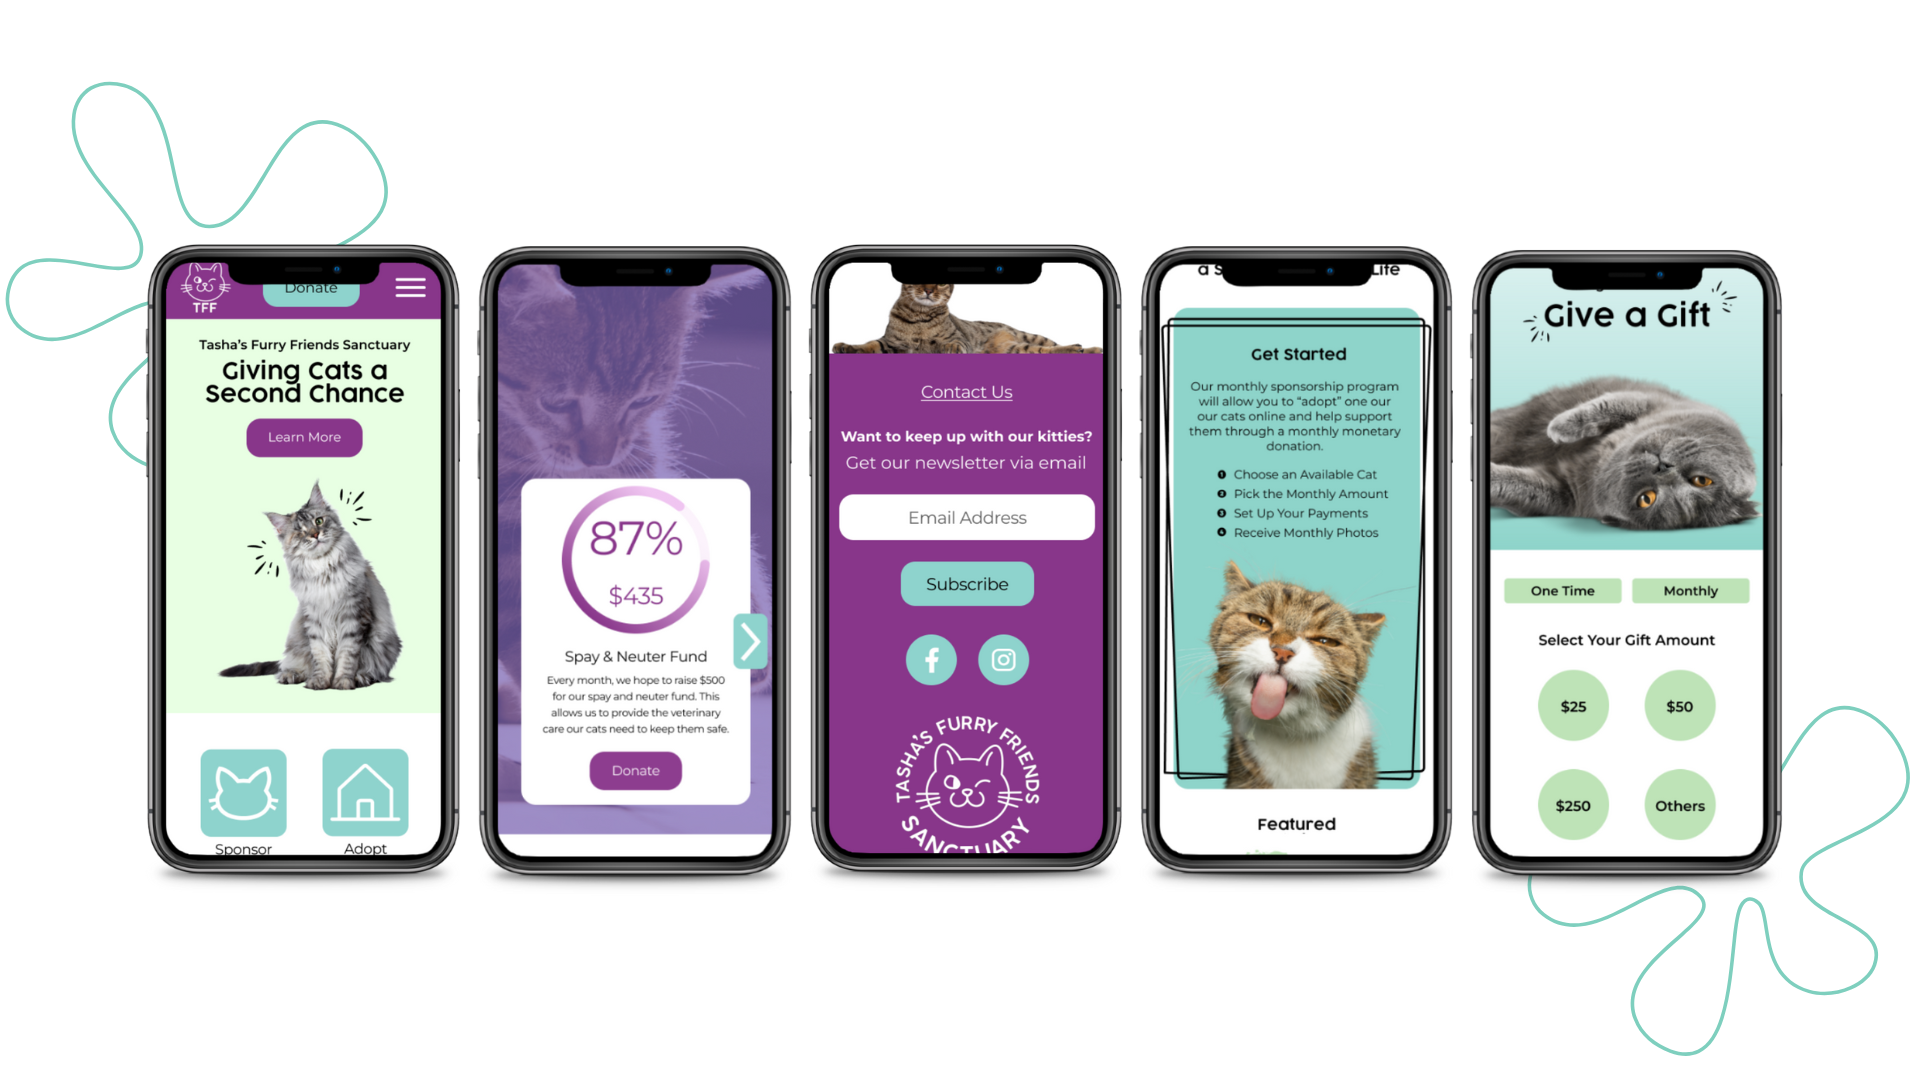 TFF
Donate
Tasha's Furry Friends Sanctuary
Giving Cats a
Second Chance
Learn More
Sponsor
Adopt
87%
$435
Spay & Neuter Fund
Every month, we hope to raise $500
for our spay and neuter fund. This
allows us to provide the veterinary
care our cats need to keep them safe.
Donate
Contact Us
Want to keep up with our kitties?
Get our newsletter via email
Email Address
Subscribe
TASHA'S FURRY FRIENDS
SANCTUARY
a S
Life
Get Started
Our monthly sponsorship program
will allow you to “adopt” one our
our cats online and help support
them through a monthly monetary
donation.
1 Choose an Available Cat
2 Pick the Monthly Amount
3 Set Up Your Payments
4 Receive Monthly Photos
Featured
Give a Gift
One Time
Monthly
Select Your Gift Amount
$25
$50
$250
Others